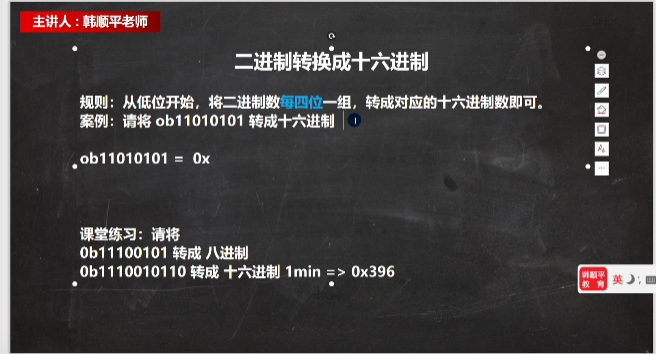 主讲人：韩顺平老师
二进制转换成十六进制
规则：从低位开始，将二进制数每四位一组，转成对应的十六进制数即可。
案例：请将 ob11010101 转成十六进制
ob11010101 = 0x
课堂练习：请将
0b11100101 转成 八进制
0b1110010110 转成 十六进制 1min => 0x396
韩顺平
教育
英